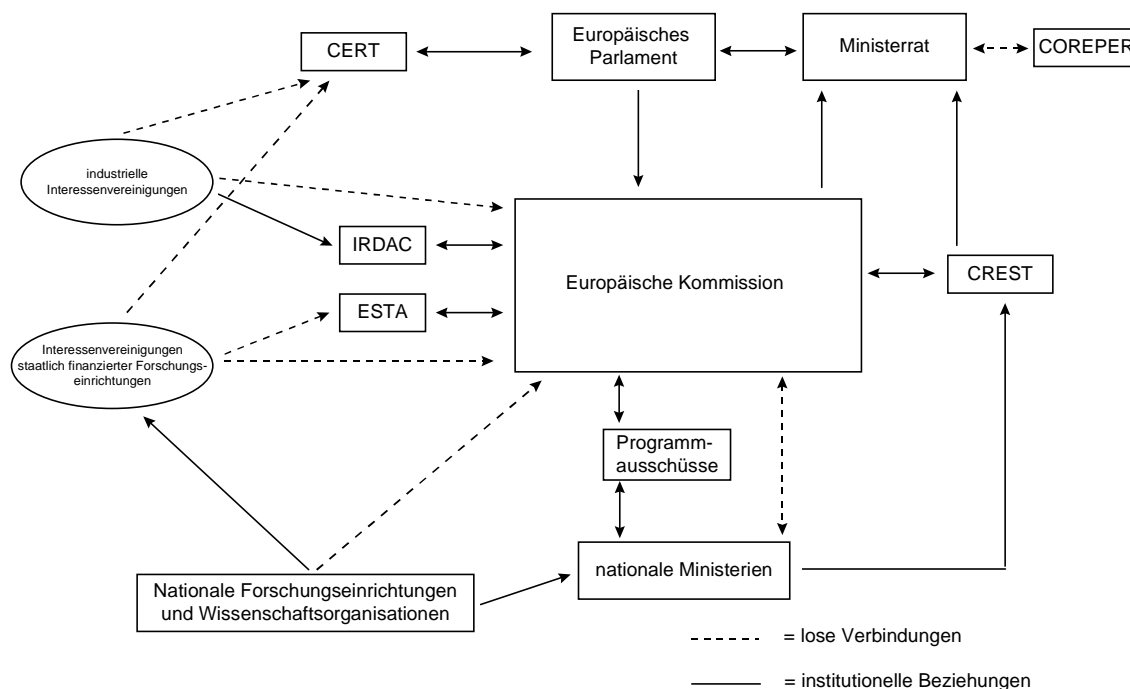 CERT
Europäisches
Parlament
Ministerrat
COREPER
industrielle
Interessenvereinigungen
IRDAC
Europäische Kommission
CREST
ESTA
Interessenvereinigungen
staatlich finanzierter Forschungs-
einrichtungen
Programm-
ausschüsse
nationale Ministerien
Nationale Forschungseinrichtungen
und Wissenschaftsorganisationen
= lose Verbindungen
= institutionelle Beziehungen